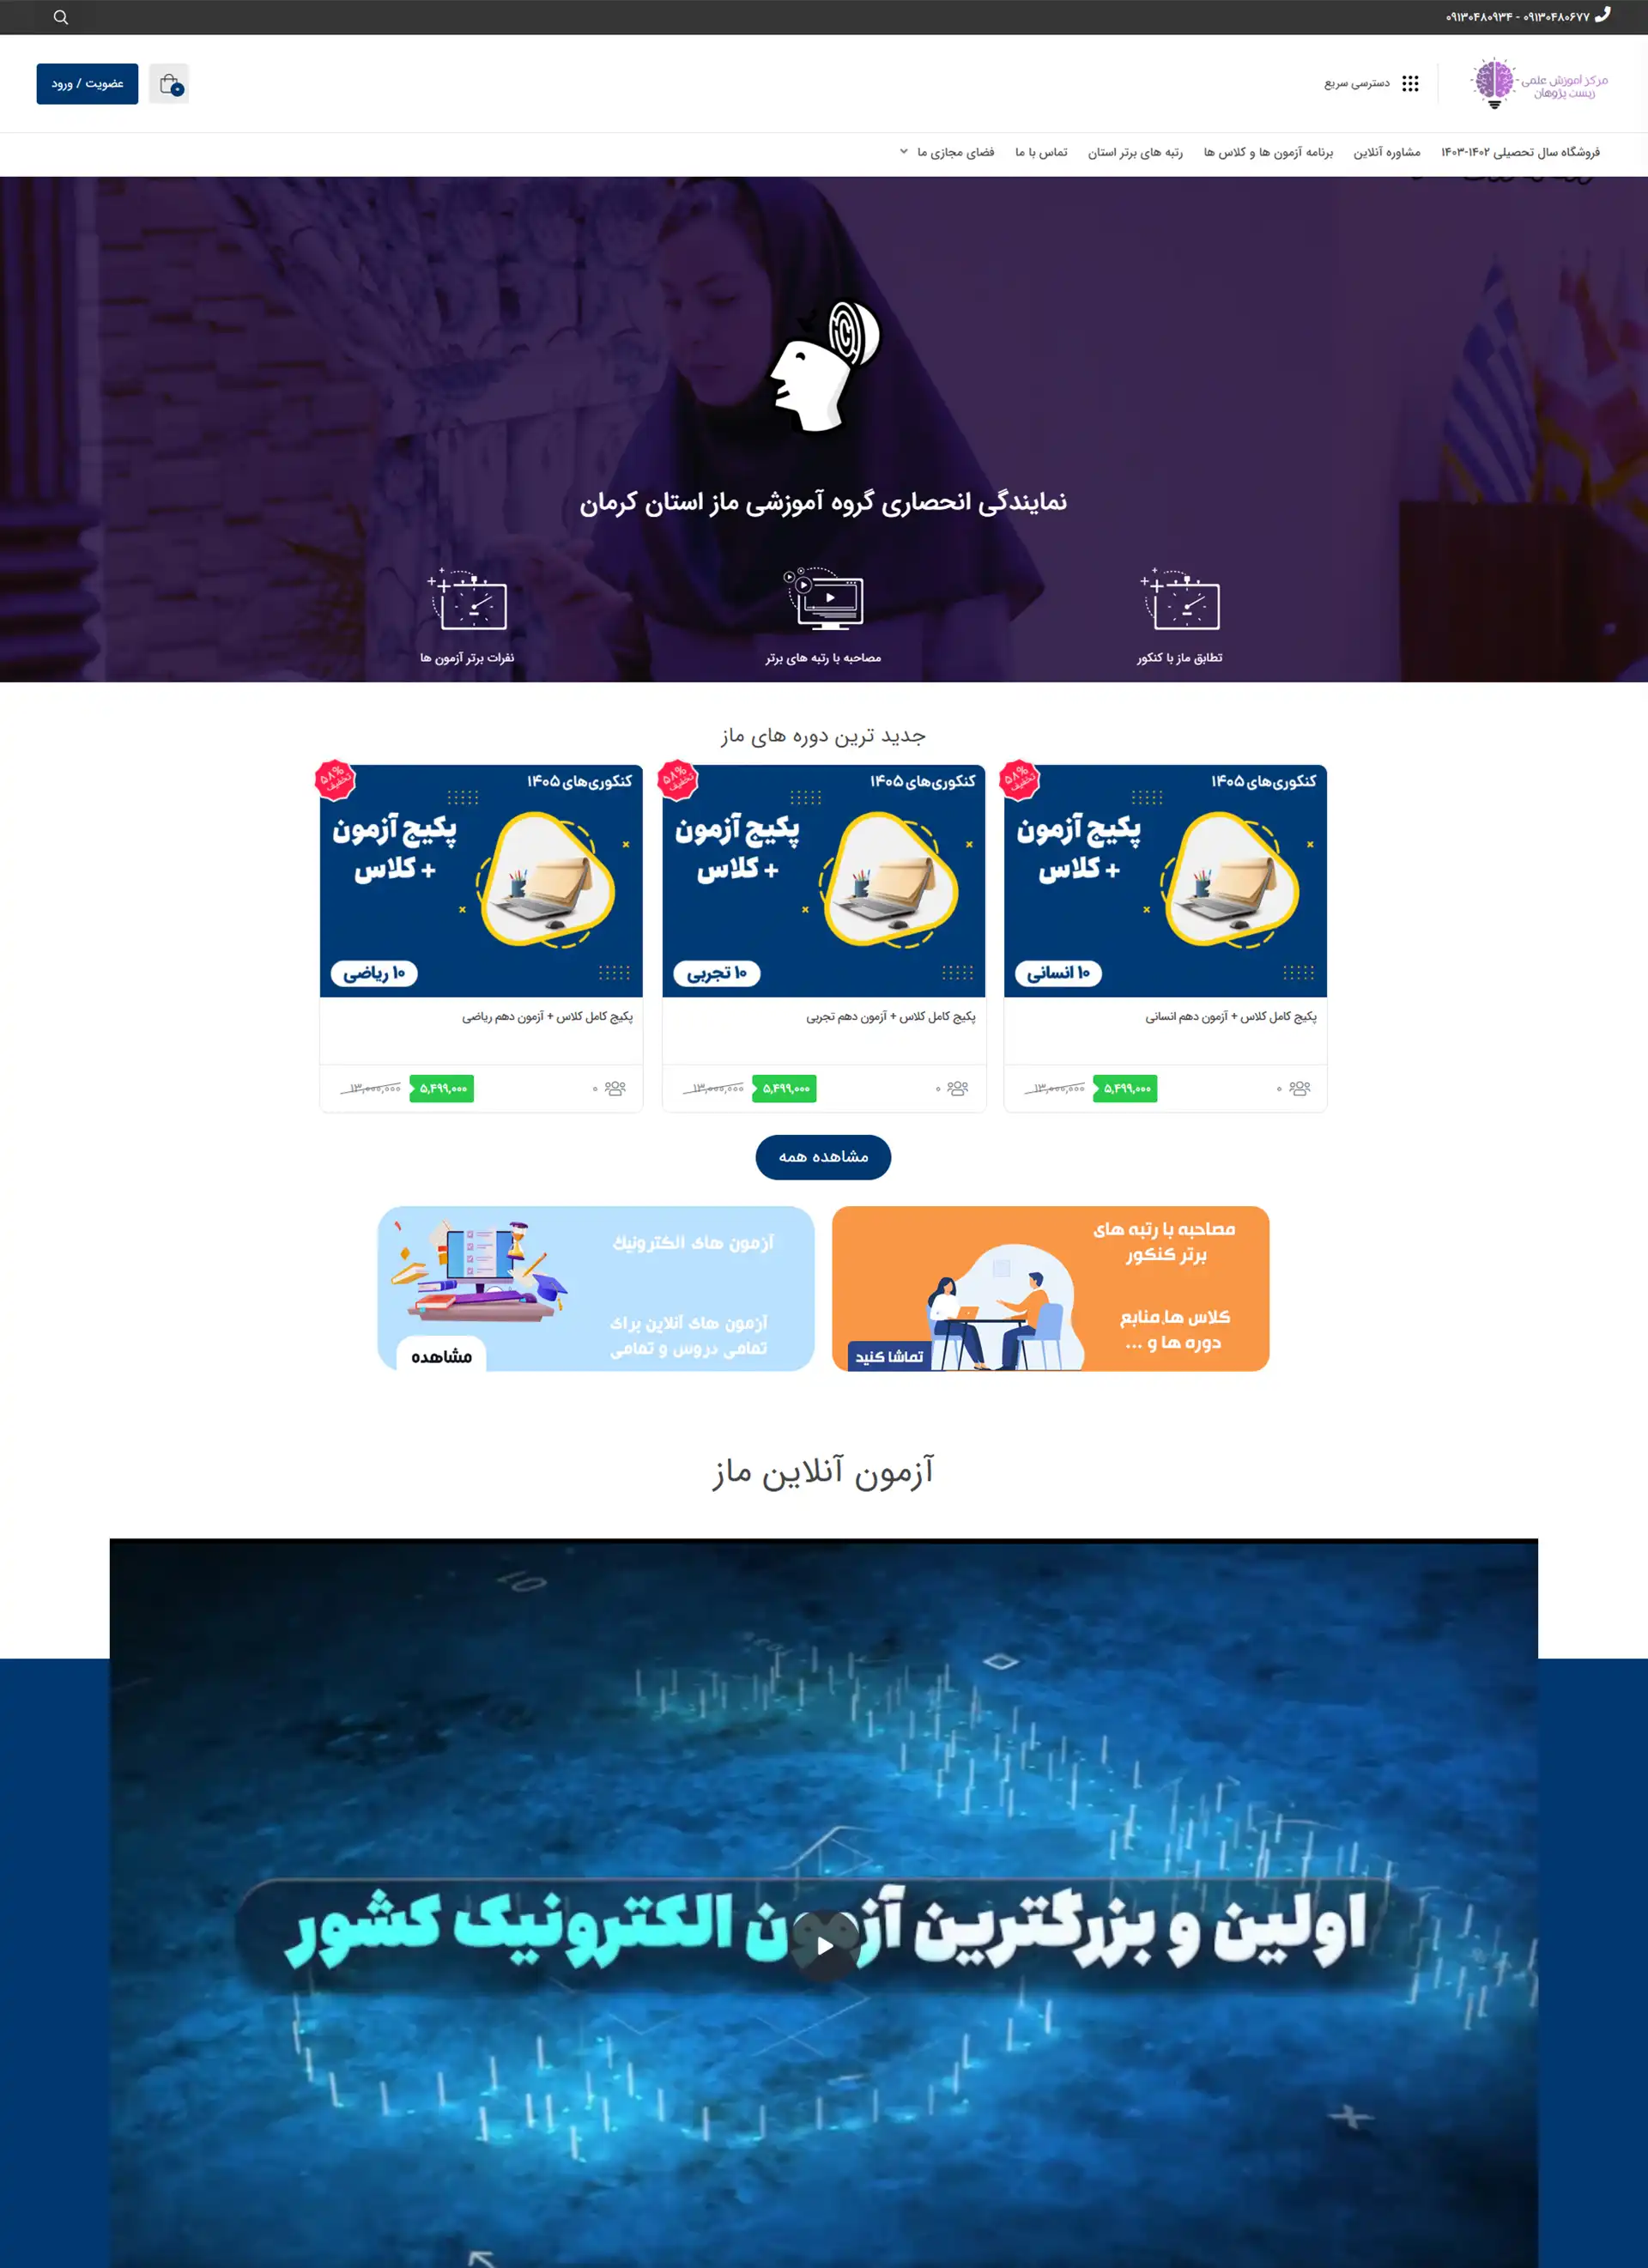 ۰۹۱۳۰۴۸۰۶۷۷ - ۰۹۱۳۰۴۸۰۹۳۴
مرکز آموزش علمی
زیست پژوهان
دسترسی سریع
۰
عضویت / ورود
فروشگاه سال تحصیلی ۱۴۰۲-۱۴۰۳
مشاوره آنلاین
برنامه آزمون ها و کلاس ها
رتبه های برتر استان
تماس با ما
فضای مجازی ما
نمایندگی انحصاری گروه آموزشی ماز استان کرمان
تطابق ماز با کنکور
مصاحبه با رتبه های برتر
نفرات برتر آزمون ها
جدید ترین دوره های ماز
۵۸%
تخفیف
کنکوری‌های ۱۴۰۵
پکیج آزمون
+ کلاس
۱۰ انسانی
پکیج کامل کلاس + آزمون دهم انسانی
۰
۵,۴۹۹,۰۰۰
۱۳,۰۰۰,۰۰۰
۵۸%
تخفیف
کنکوری‌های ۱۴۰۵
پکیج آزمون
+ کلاس
۱۰ تجربی
پکیج کامل کلاس + آزمون دهم تجربی
۰
۵,۴۹۹,۰۰۰
۱۳,۰۰۰,۰۰۰
۵۸%
تخفیف
کنکوری‌های ۱۴۰۵
پکیج آزمون
+ کلاس
۱۰ ریاضی
پکیج کامل کلاس + آزمون دهم ریاضی
۰
۵,۴۹۹,۰۰۰
۱۳,۰۰۰,۰۰۰
مشاهده همه
مصاحبه با رتبه های
برتر کنکور
کلاس ها,منابع
دوره ها و ...
تماشا کنید
آزمون های الکترونیک
آزمون های آنلاین برای
تمامی دروس و تمامی
مشاهده
آزمون آنلاین ماز
اولین و بزرگترین آزمون الکترونیک کشور